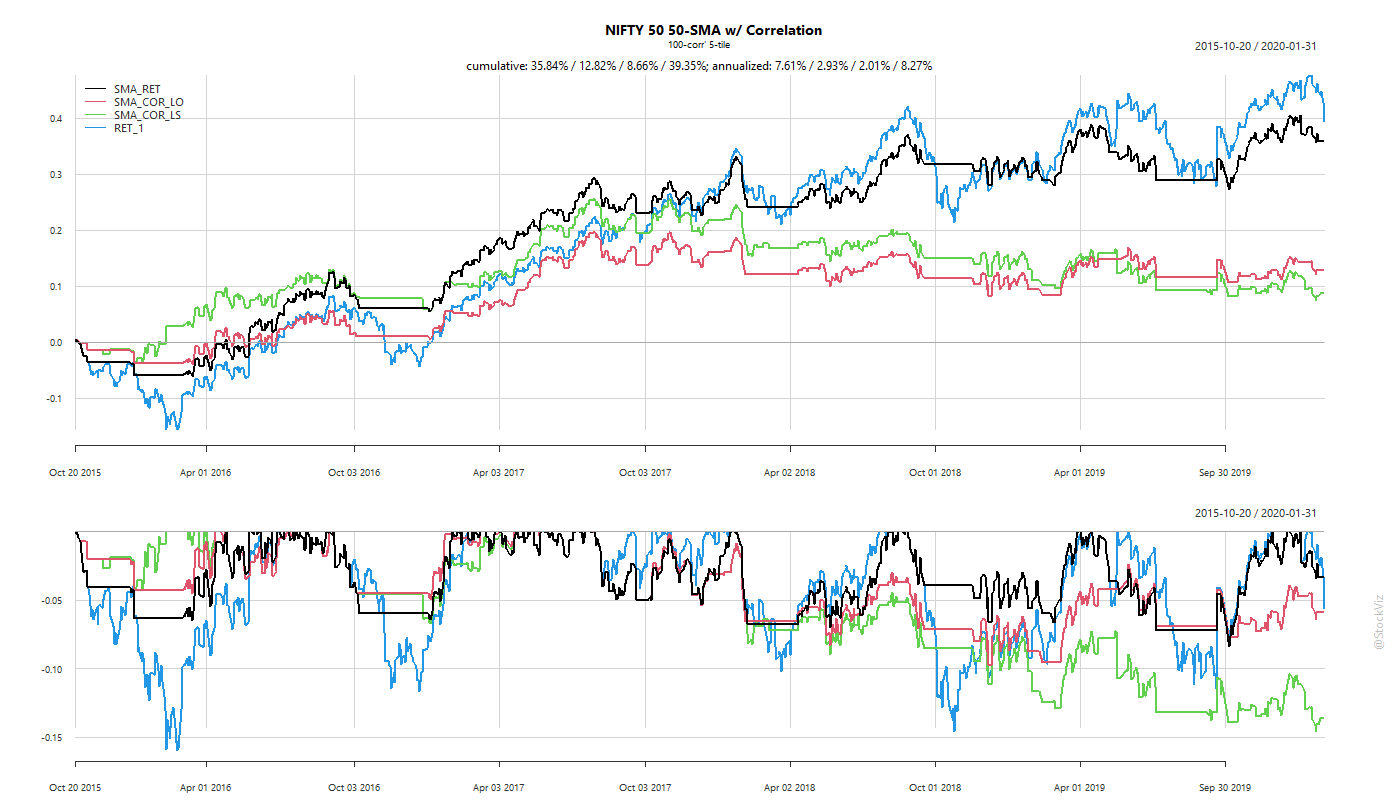 NIFTY 50 50-SMA w/ Correlation
100-corr' 5-tile
2015-10-20 / 2020-01-31
cumulative: 35.84% / 12.82% / 8.66% / 39.35%; annualized: 7.61% / 2.93% / 2.01% / 8.27%
SMA_RET
SMA_COR_LO
SMA_COR_LS
RET_1
0.4
0.3
0.2
0.1
0.0
-0.1
Oct 20 2015 Apr 01 2016 Oct 03 2016 Apr 03 2017 Oct 03 2017 Apr 02 2018 Oct 01 2018 Apr 01 2019 Sep 30 2019
2015-10-20 / 2020-01-31
-0.05
-0.10
-0.15
Oct 20 2015 Apr 01 2016 Oct 03 2016 Apr 03 2017 Oct 03 2017 Apr 02 2018 Oct 01 2018 Apr 01 2019 Sep 30 2019
@StockViz